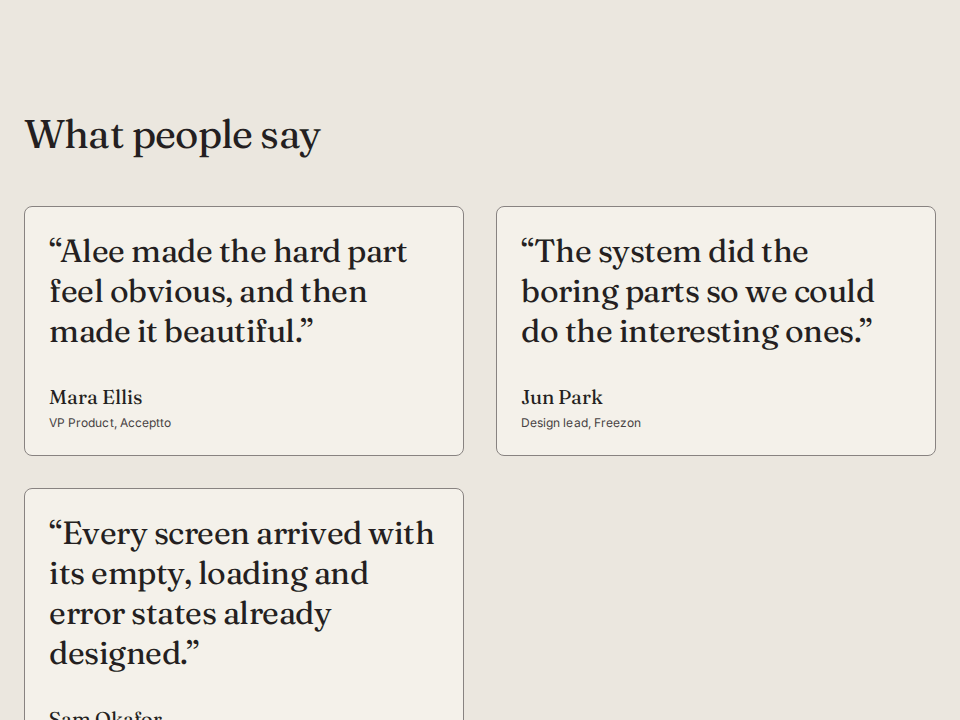 What people say
“Alee made the hard part
feel obvious, and then
made it beautiful.”
Mara Ellis
VP Product, Acceptto
“The system did the
boring parts so we could
do the interesting ones.”
Jun Park
Design lead, Freezon
“Every screen arrived with
its empty, loading and
error states already
designed.”
Sam Okafor